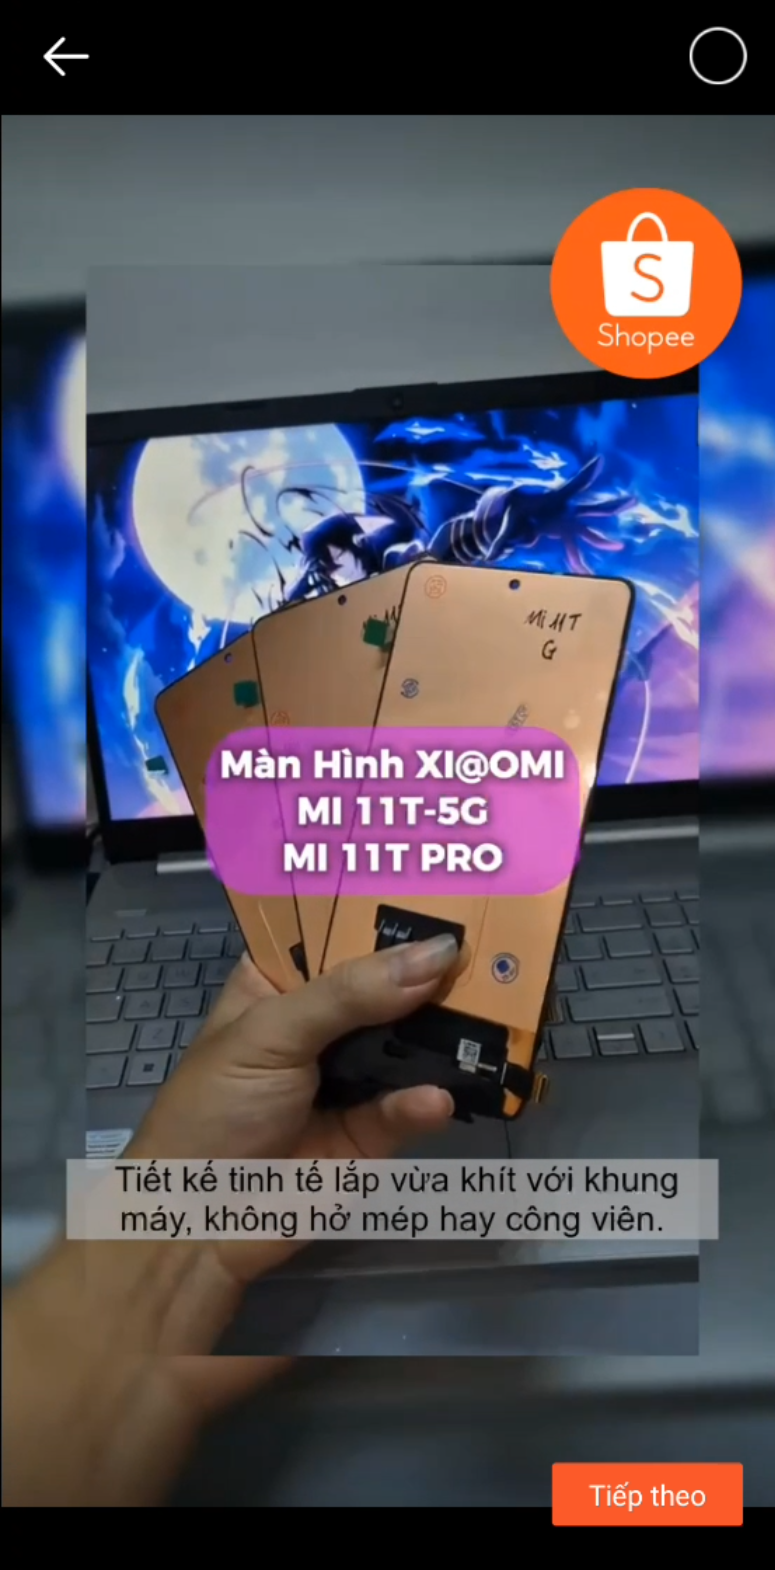 Shopee
Mi 11T
G
Màn Hình XI@OMI
MI 11T-5G
MI 11T PRO
Tiết kế tinh tế lắp vừa khít với khung
máy, không hở mép hay công viên.
Tiếp theo